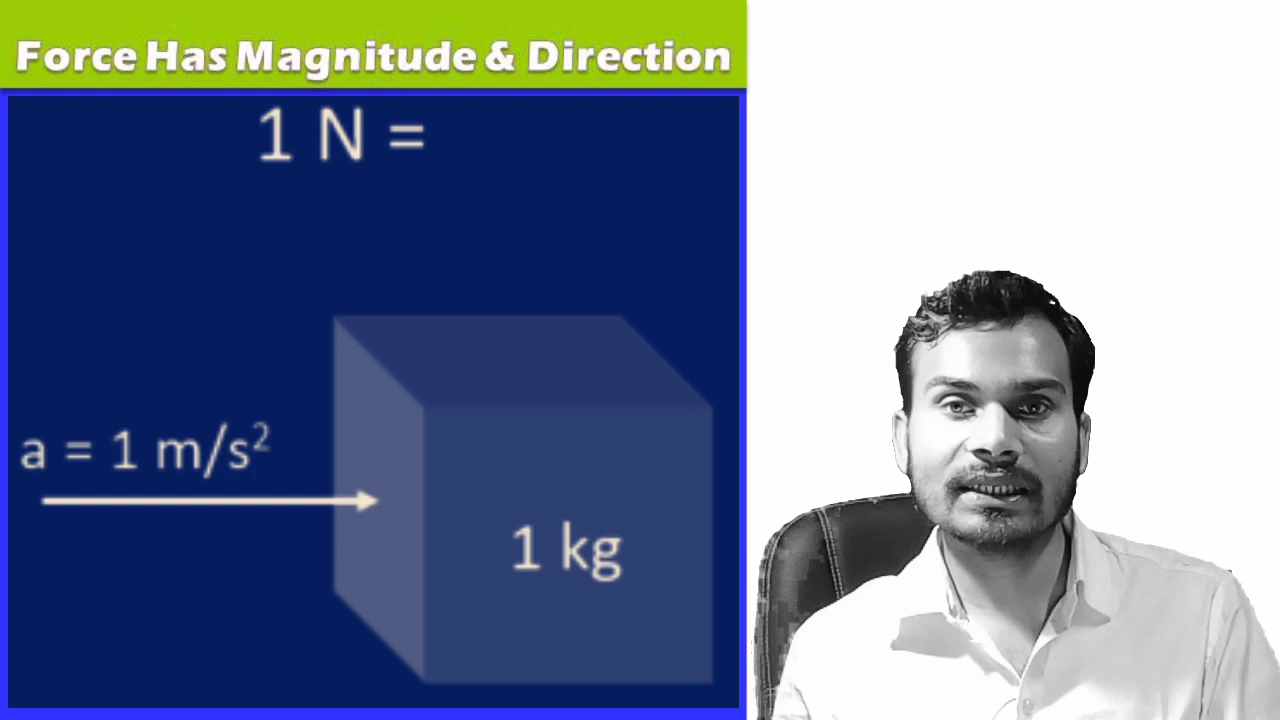 Force Has Magnitude & Direction
1 N =
a = 1 m/s²
1 kg